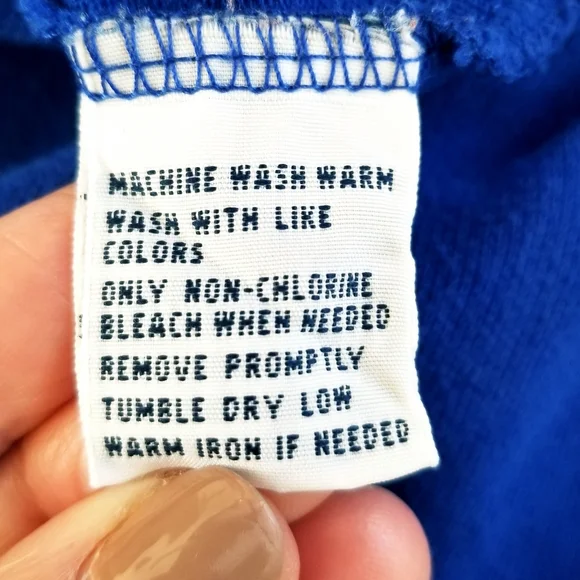 MACHINE WASH WARM
WASH WITH LIKE
COLORS
ONLY NON-CHLORINE
BLEACH WHEN NEEDED
REMOVE PROMPTLY
TUMBLE DRY LOW
WARM IRON IF NEEDED